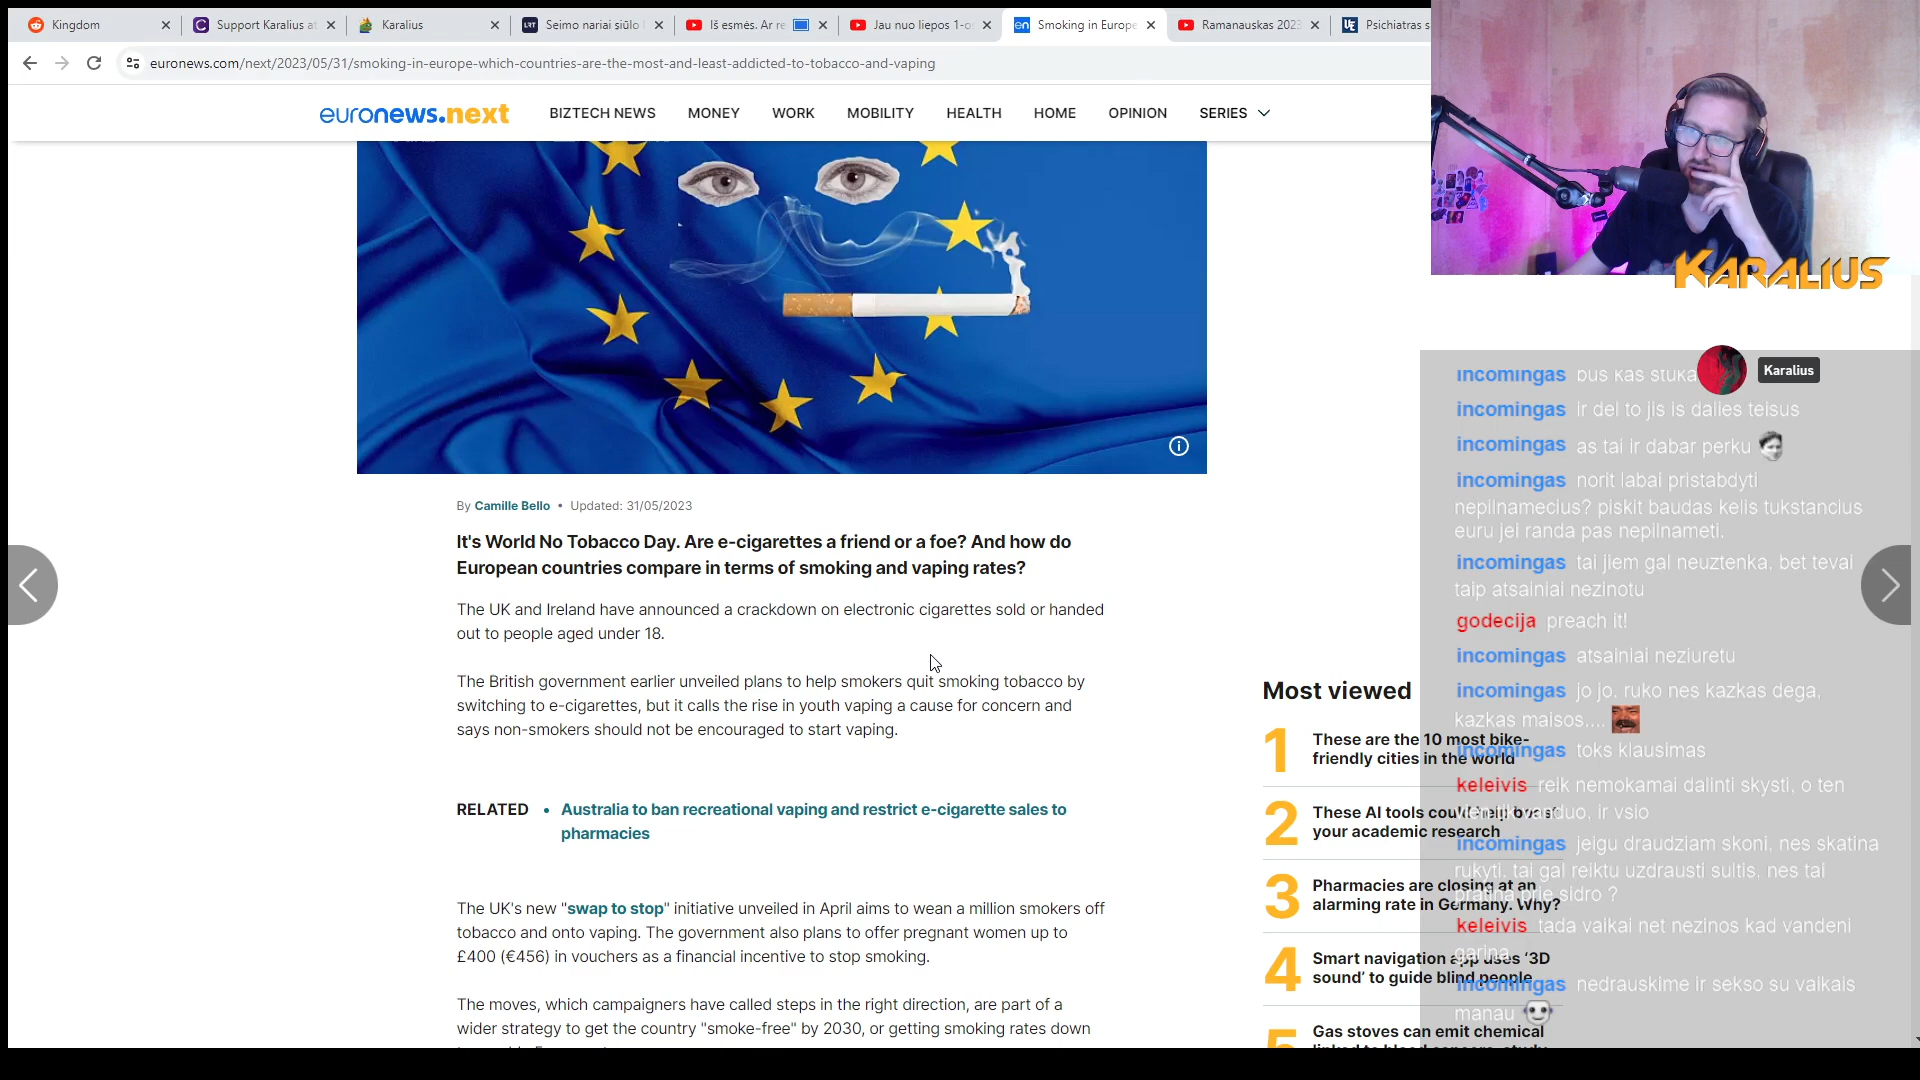 Kingdom
Support Karalius at
Karalius
LRT
Seimo nariai siūlo
Iš esmės. Ar re
Jau nuo liepos 1-o
en
Smoking in Europe
Ramanauskas 2023
Psichiatras s
euronews.com/next/2023/05/31/smoking-in-europe-which-countries-are-the-most-and-least-addicted-to-tobacco-and-vaping
euronews.next
BIZTECH NEWS
MONEY
WORK
MOBILITY
HEALTH
HOME
OPINION
SERIES
KARALIUS
By Camille Bello • Updated: 31/05/2023
It's World No Tobacco Day. Are e-cigarettes a friend or a foe? And how do
European countries compare in terms of smoking and vaping rates?
The UK and Ireland have announced a crackdown on electronic cigarettes sold or handed
out to people aged under 18.
The British government earlier unveiled plans to help smokers quit smoking tobacco by
switching to e-cigarettes, but it calls the rise in youth vaping a cause for concern and
says non-smokers should not be encouraged to start vaping.
RELATED • Australia to ban recreational vaping and restrict e-cigarette sales to
pharmacies
The UK's new "swap to stop" initiative unveiled in April aims to wean a million smokers off
tobacco and onto vaping. The government also plans to offer pregnant women up to
£400 (€456) in vouchers as a financial incentive to stop smoking.
The moves, which campaigners have called steps in the right direction, are part of a
wider strategy to get the country "smoke-free" by 2030, or getting smoking rates down
Most viewed
1 These are the 10 most bike-
friendly cities in the world
2 These AI tools could help boost
your academic research
3 Pharmacies are closing at an
alarming rate in Germany. Why?
4 Smart navigation app uses '3D
sound' to guide blind people
5 Gas stoves can emit chemical
Karalius
incomingas bus kas stuka
incomingas ir del to jis is dalies teisus
incomingas as tai ir dabar perku
incomingas norit labai pristabdyti
nepilnamecius? piskit baudas kelis tukstancius
euru jei randa pas nepilnameti.
incomingas tai jiem gal neuztenka, bet tevai
taip atsainiai nezinotu
godecija preach it!
incomingas atsainiai neziuretu
incomingas jo jo, ruko nes kazkas dega,
kazkas maisos....
incomingas toks klausimas
keleivis reik nemokamai dalinti skysti, o ten
vien tik vanduo, ir vsio
incomingas jeigu draudziam skoni, nes skatina
rukyti, tai gal reiktu uzdrausti sultis, nes tai
pratina prie sidro ?
keleivis tada vaikai net nezinos kad vandeni
garina
incomingas nedrauskime ir sekso su vaikais
manau